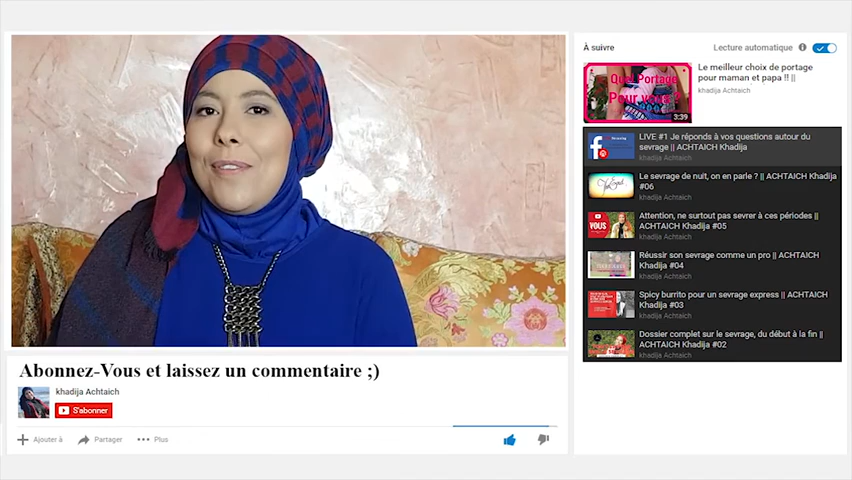 À suivre
Lecture automatique
Le meilleur choix de portage
pour maman et papa !! ||
khadija Achtaich
Quel Portage
Pour vous ?
3:39
LIVE #1 Je réponds à vos questions autour du
sevrage || ACHTAICH Khadija
khadija Achtaich
Le sevrage de nuit, on en parle ? || ACHTAICH Khadija
#06
khadija Achtaich
Attention, ne surtout pas sevrer à ces périodes ||
ACHTAICH Khadija #05
khadija Achtaich
VOUS
Réussir son sevrage comme un pro || ACHTAICH
Khadija #04
khadija Achtaich
Spicy burrito pour un sevrage express || ACHTAICH
Khadija #03
khadija Achtaich
Dossier complet sur le sevrage, du début à la fin ||
ACHTAICH Khadija #02
khadija Achtaich
Abonnez-Vous et laissez un commentaire ;)
khadija Achtaich
S'abonner
Ajouter à
Partager
Plus